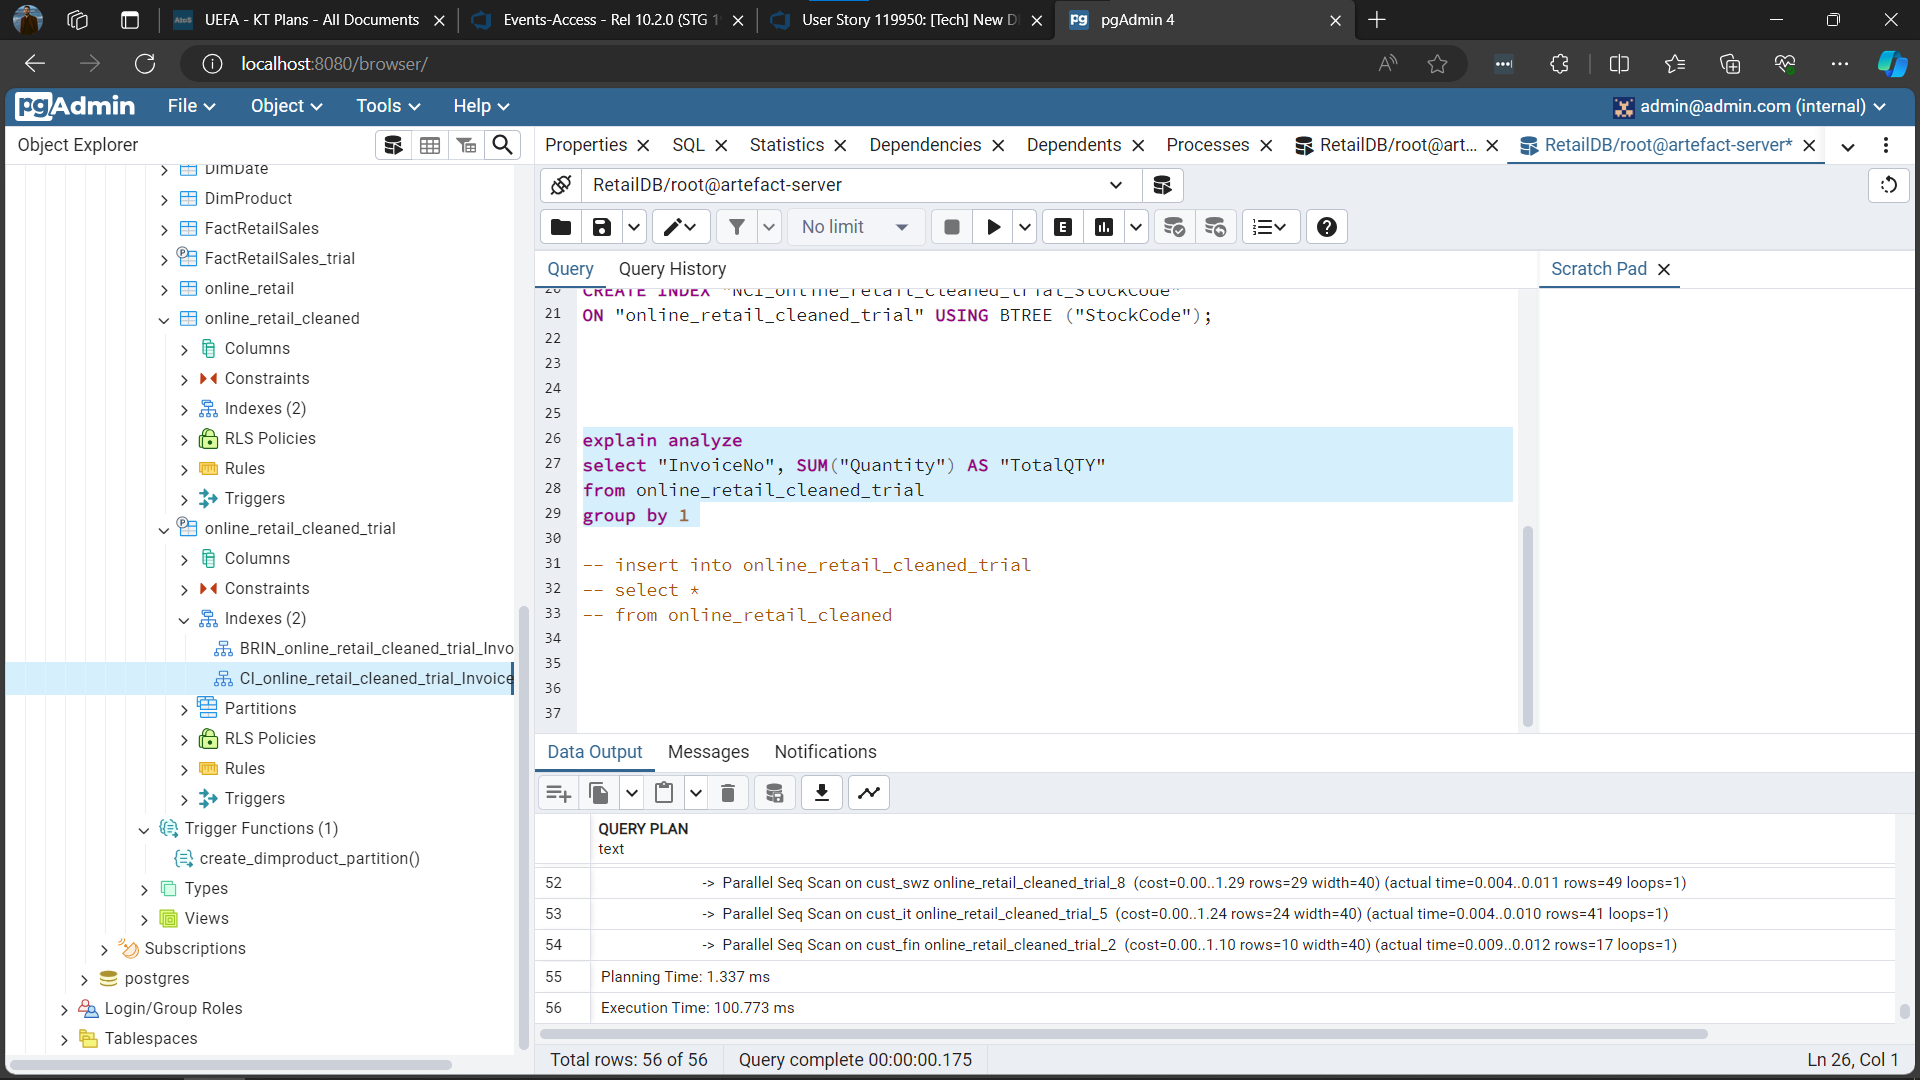 UEFA - KT Plans - All Documents
Events-Access - Rel 10.2.0 (STG 1
User Story 119950: [Tech] New D
pgAdmin 4
localhost:8080/browser/
pgAdmin
File
Object
Tools
Help
admin@admin.com (internal)
Object Explorer
Properties
SQL
Statistics
Dependencies
Dependents
Processes
RetailDB/root@art...
RetailDB/root@artefact-server*
RetailDB/root@artefact-server
No limit
Query
Query History
Scratch Pad
DimDate
DimProduct
FactRetailSales
FactRetailSales_trial
online_retail
online_retail_cleaned
Columns
Constraints
Indexes (2)
RLS Policies
Rules
Triggers
online_retail_cleaned_trial
Columns
Constraints
Indexes (2)
BRIN_online_retail_cleaned_trial_Invo
CI_online_retail_cleaned_trial_Invoice
Partitions
RLS Policies
Rules
Triggers
Trigger Functions (1)
create_dimproduct_partition()
Types
Views
Subscriptions
postgres
Login/Group Roles
Tablespaces
20 CREATE INDEX "NCI_online_retail_cleaned_trial_StockCode"
21 ON "online_retail_cleaned_trial" USING BTREE ("StockCode");
22
23
24
25
26 explain analyze
27 select "InvoiceNo", SUM("Quantity") AS "TotalQTY"
28 from online_retail_cleaned_trial
29 group by 1
30
31 -- insert into online_retail_cleaned_trial
32 -- select *
33 -- from online_retail_cleaned
34
35
36
37
Data Output
Messages
Notifications
QUERY PLAN
text
52 -> Parallel Seq Scan on cust_swz online_retail_cleaned_trial_8 (cost=0.00..1.29 rows=29 width=40) (actual time=0.004..0.011 rows=49 loops=1)
53 -> Parallel Seq Scan on cust_it online_retail_cleaned_trial_5 (cost=0.00..1.24 rows=24 width=40) (actual time=0.004..0.010 rows=41 loops=1)
54 -> Parallel Seq Scan on cust_fin online_retail_cleaned_trial_2 (cost=0.00..1.10 rows=10 width=40) (actual time=0.009..0.012 rows=17 loops=1)
55 Planning Time: 1.337 ms
56 Execution Time: 100.773 ms
Total rows: 56 of 56
Query complete 00:00:00.175
Ln 26, Col 1